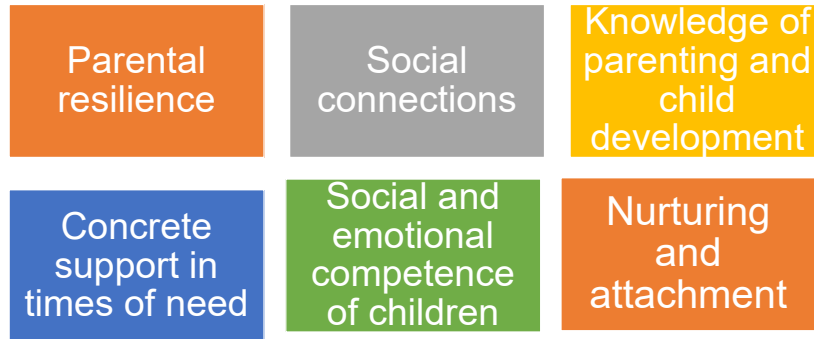 Parental
resilience
Social
connections
Knowledge of
parenting and
child
development
Concrete
support in
times of need
Social and
emotional
competence
of children
Nurturing
and
attachment